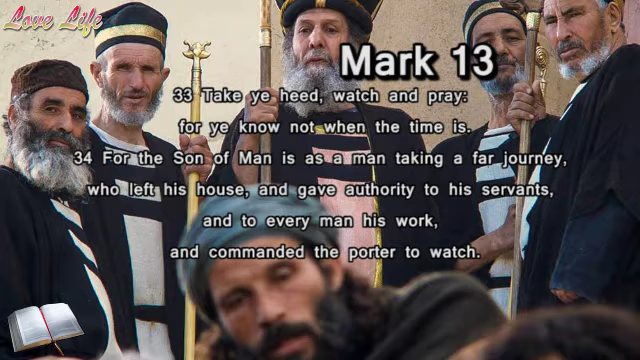 Love Life
Mark 13
33 Take ye heed, watch and pray:
for ye know not when the time is.
34 For the Son of Man is as a man taking a far journey,
who left his house, and gave authority to his servants,
and to every man his work,
and commanded the porter to watch.